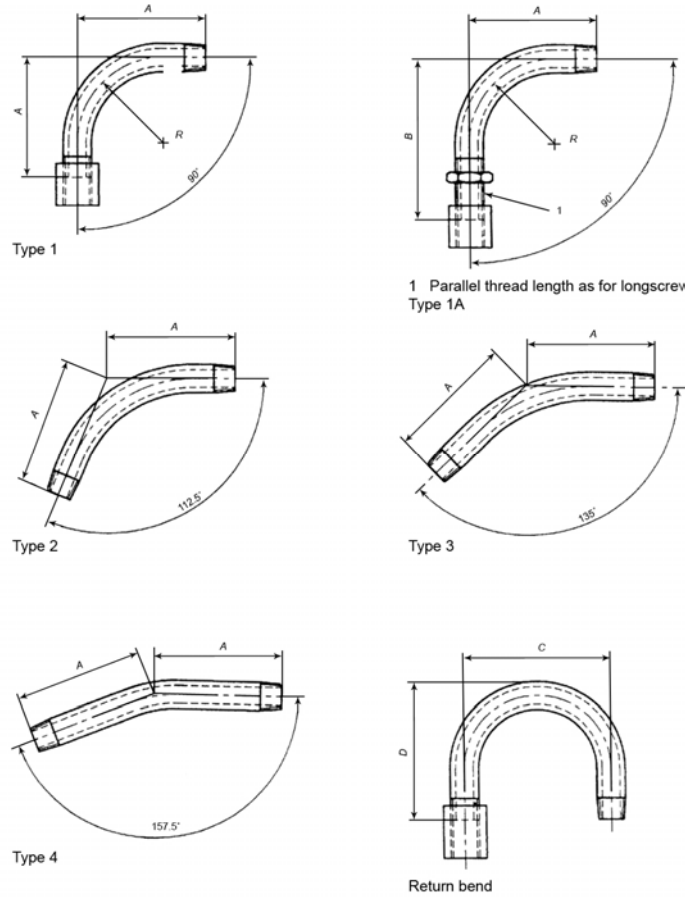 A
A
R
90°
Type 1
A
B
R
1
90°
1 Parallel thread length as for longscrew
Type 1A
A
A
112.5°
Type 2
A
A
135°
Type 3
A
A
157.5°
Type 4
C
D
Return bend